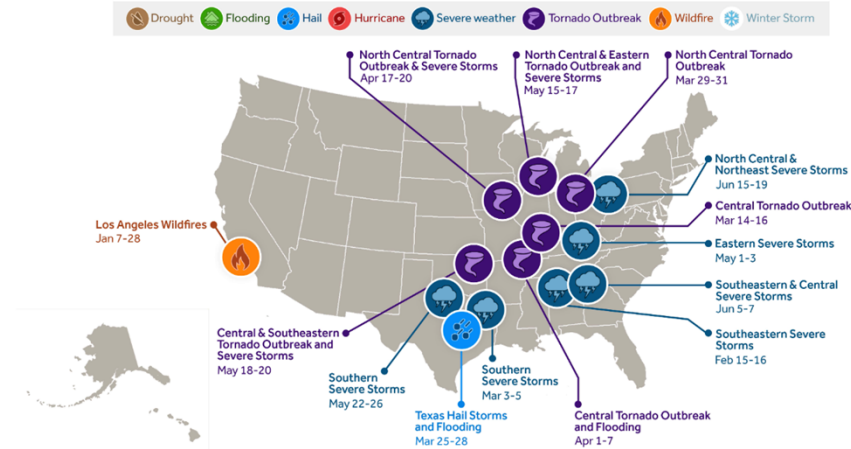 Drought Flooding Hail Hurricane Severe weather Tornado Outbreak Wildfire Winter Storm
North Central Tornado
Outbreak & Severe Storms
Apr 17-20
North Central & Eastern
Tornado Outbreak and
Severe Storms
May 15-17
North Central Tornado
Outbreak
Mar 29-31
North Central &
Northeast Severe Storms
Jun 15-19
Central Tornado Outbreak
Mar 14-16
Los Angeles Wildfires
Jan 7-28
Eastern Severe Storms
May 1-3
Southeastern & Central
Severe Storms
Jun 5-7
Southeastern Severe
Storms
Feb 15-16
Central & Southeastern
Tornado Outbreak and
Severe Storms
May 18-20
Southern
Severe Storms
May 22-26
Southern
Severe Storms
Mar 3-5
Texas Hail Storms
and Flooding
Mar 25-28
Central Tornado Outbreak
and Flooding
Apr 1-7